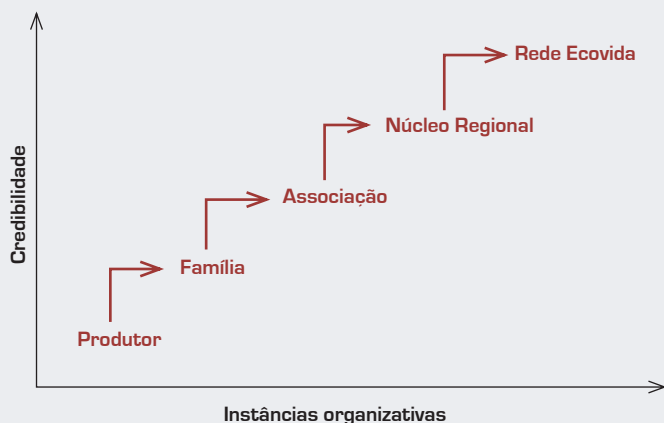 Rede Ecovida
Núcleo Regional
Associação
Família
Produtor
Credibilidade
Instâncias organizativas